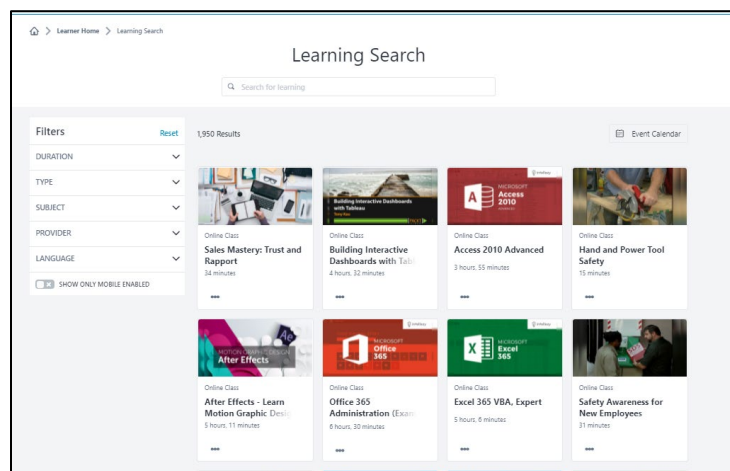 Learner Home
Learning Search
Learning Search
Search for learning
Filters
Reset
1,950 Results
Event Calendar
DURATION
TYPE
SUBJECT
PROVIDER
LANGUAGE
SHOW ONLY MOBILE ENABLED
Building Interactive Dashboards
with Tableau
MICROSOFT
Access
2010
Online Class
Sales Mastery: Trust and
Rapport
34 minutes
Online Class
Building Interactive
Dashboards with Tabl
4 hours, 32 minutes
Online Class
Access 2010 Advanced
3 hours, 55 minutes
Online Class
Hand and Power Tool
Safety
15 minutes
Ae
MOTION GRAPHIC DESIGN
After Effects
MICROSOFT
Office
365
MICROSOFT
Excel
365
Online Class
After Effects - Learn
Motion Graphic Desig
5 hours, 11 minutes
Online Class
Office 365
Administration (Exam
6 hours, 30 minutes
Online Class
Excel 365 VBA, Expert
5 hours, 6 minutes
Online Class
Safety Awareness for
New Employees
31 minutes